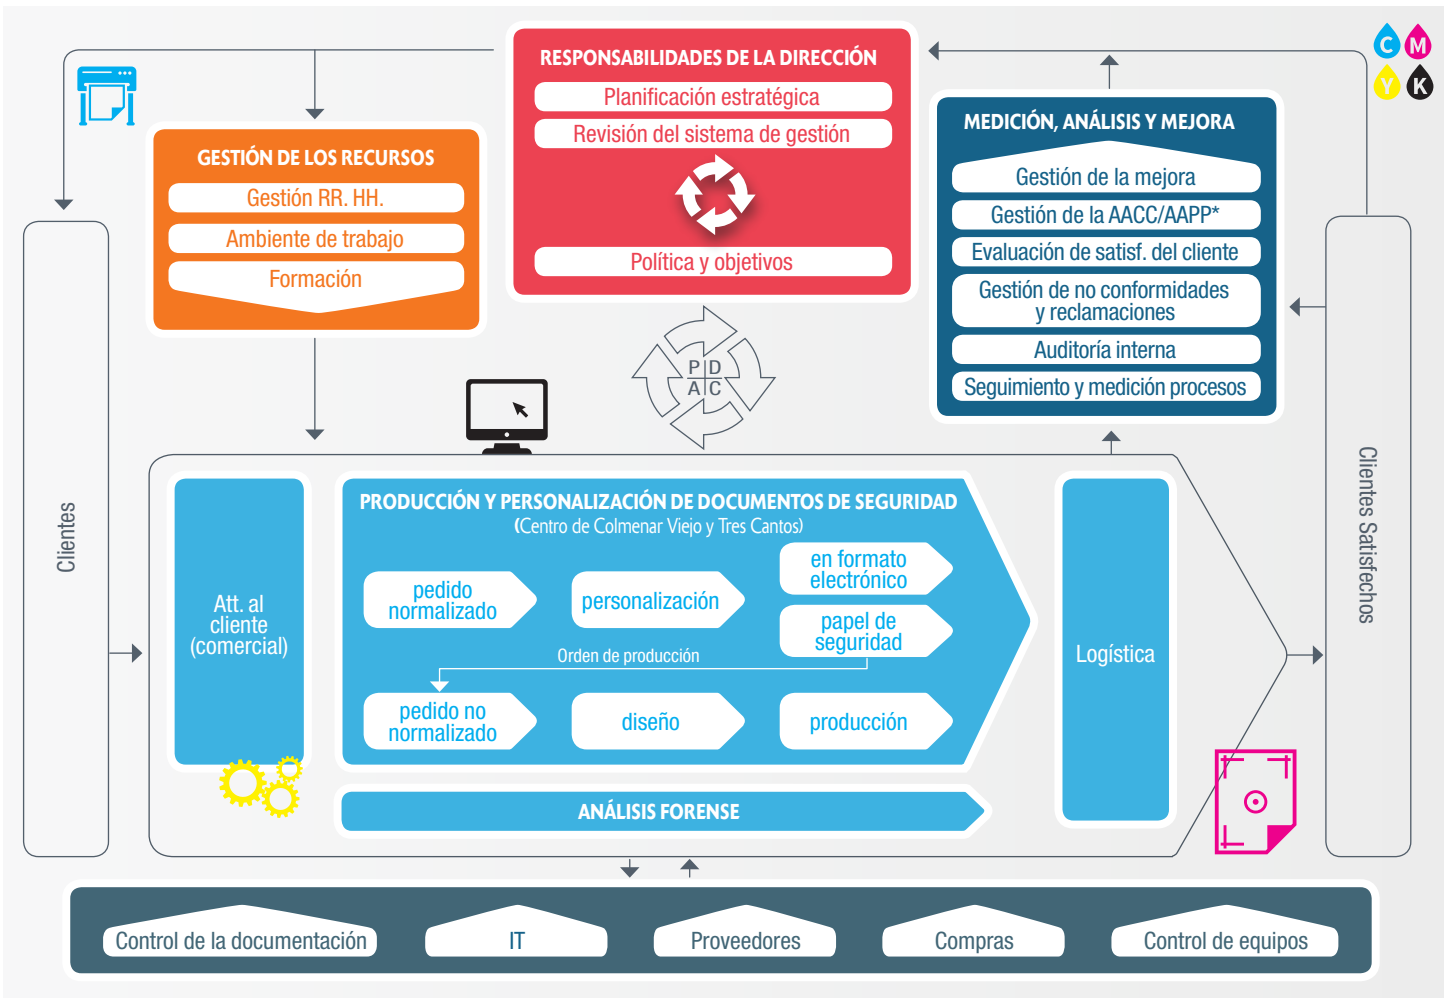 RESPONSABILIDADES DE LA DIRECCIÓN
Planificación estratégica
Revisión del sistema de gestión
Política y objetivos
C M
Y K
GESTIÓN DE LOS RECURSOS
Gestión RR. HH.
Ambiente de trabajo
Formación
MEDICIÓN, ANÁLISIS Y MEJORA
Gestión de la mejora
Gestión de la AACC/AAPP*
Evaluación de satisf. del cliente
Gestión de no conformidades
y reclamaciones
Auditoría interna
Seguimiento y medición procesos
P D
A C
Clientes
Att. al
cliente
(comercial)
PRODUCCIÓN Y PERSONALIZACIÓN DE DOCUMENTOS DE SEGURIDAD
(Centro de Colmenar Viejo y Tres Cantos)
pedido
normalizado
personalización
en formato
electrónico
papel de
seguridad
Orden de producción
pedido no
normalizado
diseño
producción
ANÁLISIS FORENSE
Logística
Clientes Satisfechos
Control de la documentación
IT
Proveedores
Compras
Control de equipos